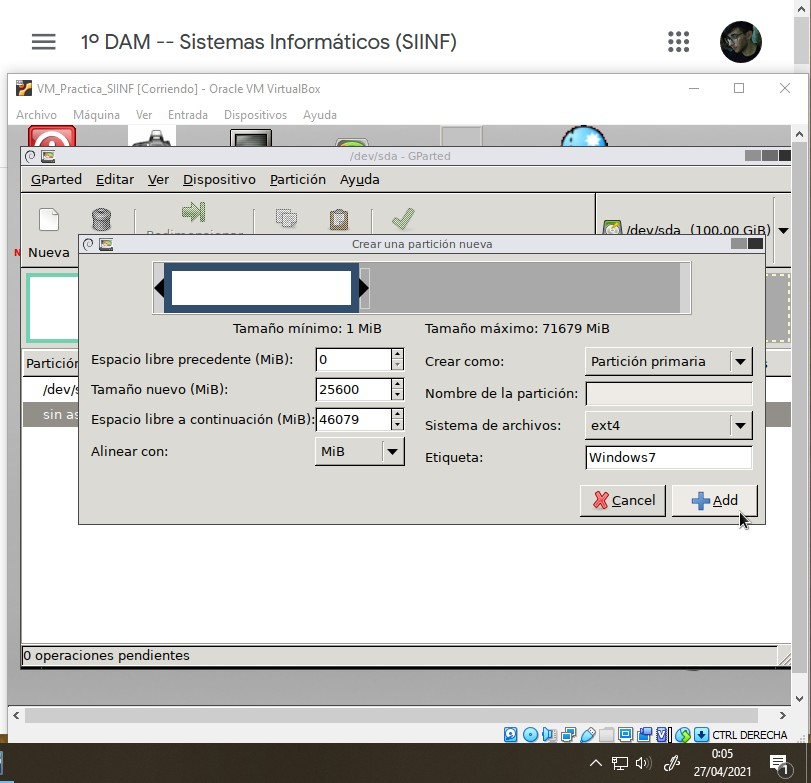 1º DAM -- Sistemas Informáticos (SIINF)
VM_Practica_SIINF [Corriendo] - Oracle VM VirtualBox
Archivo Máquina Ver Entrada Dispositivos Ayuda
/dev/sda - GParted
GParted Editar Ver Dispositivo Partición Ayuda
/dev/sda (100.00 GiB)
Nueva
Crear una partición nueva
Tamaño mínimo: 1 MiB Tamaño máximo: 71679 MiB
Partición
Espacio libre precedente (MiB): 0 Crear como: Partición primaria
/dev/s
Tamaño nuevo (MiB): 25600 Nombre de la partición:
sin as
Espacio libre a continuación (MiB): 46079 Sistema de archivos: ext4
Alinear con: MiB Etiqueta: Windows7
Cancel Add
0 operaciones pendientes
CTRL DERECHA
0:05
27/04/2021
1